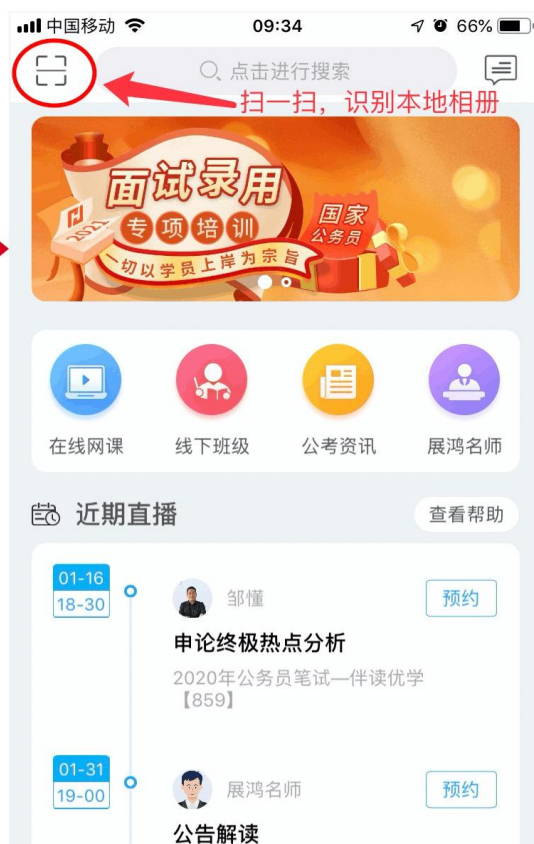 中国移动 09:34 66%
点击进行搜索
扫一扫，识别本地相册
面试录用
专项培训
国家
公务员
2021
一切以学员上岸为宗旨
在线网课 线下班级 公考资讯 展鸿名师
近期直播 查看帮助
01-16
18-30
邹懂 预约
申论终极热点分析
2020年公务员笔试—伴读优学
【859】
01-31
19-00
展鸿名师 预约
公告解读